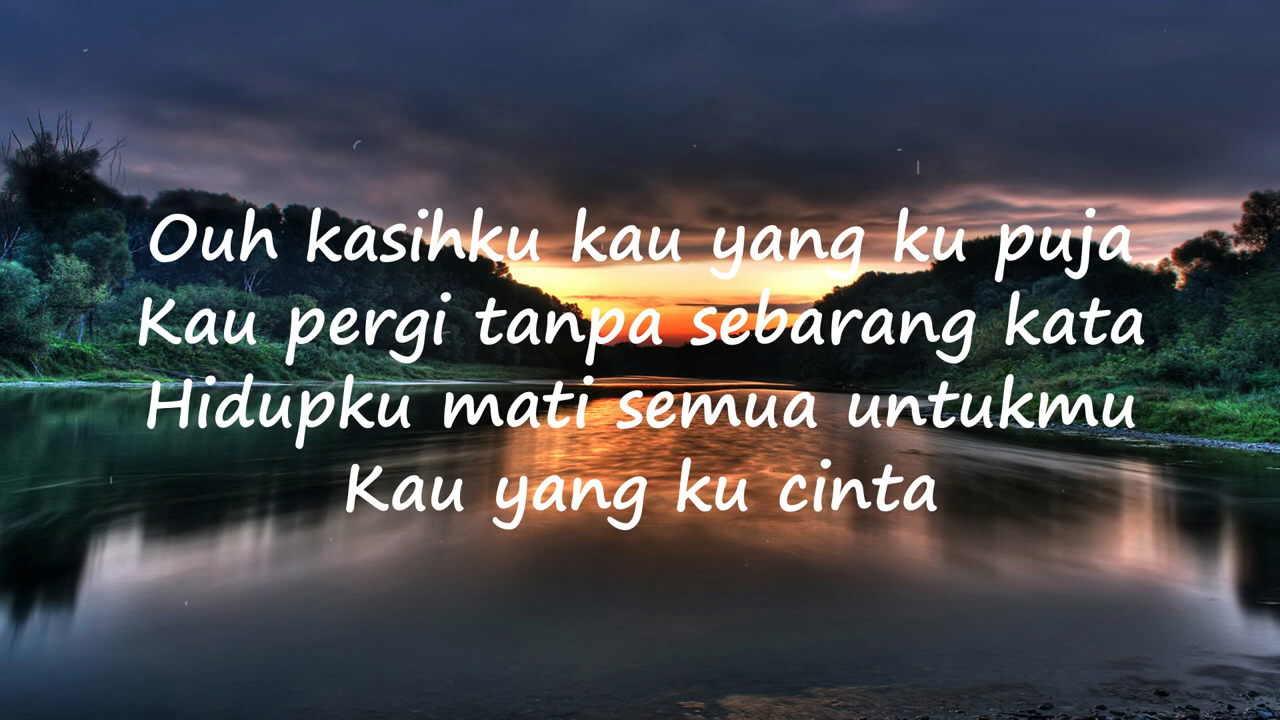 Ouh kasihku kau yang ku puja
Kau pergi tanpa sebarang kata
Hidupku mati semua untukmu
Kau yang ku cinta